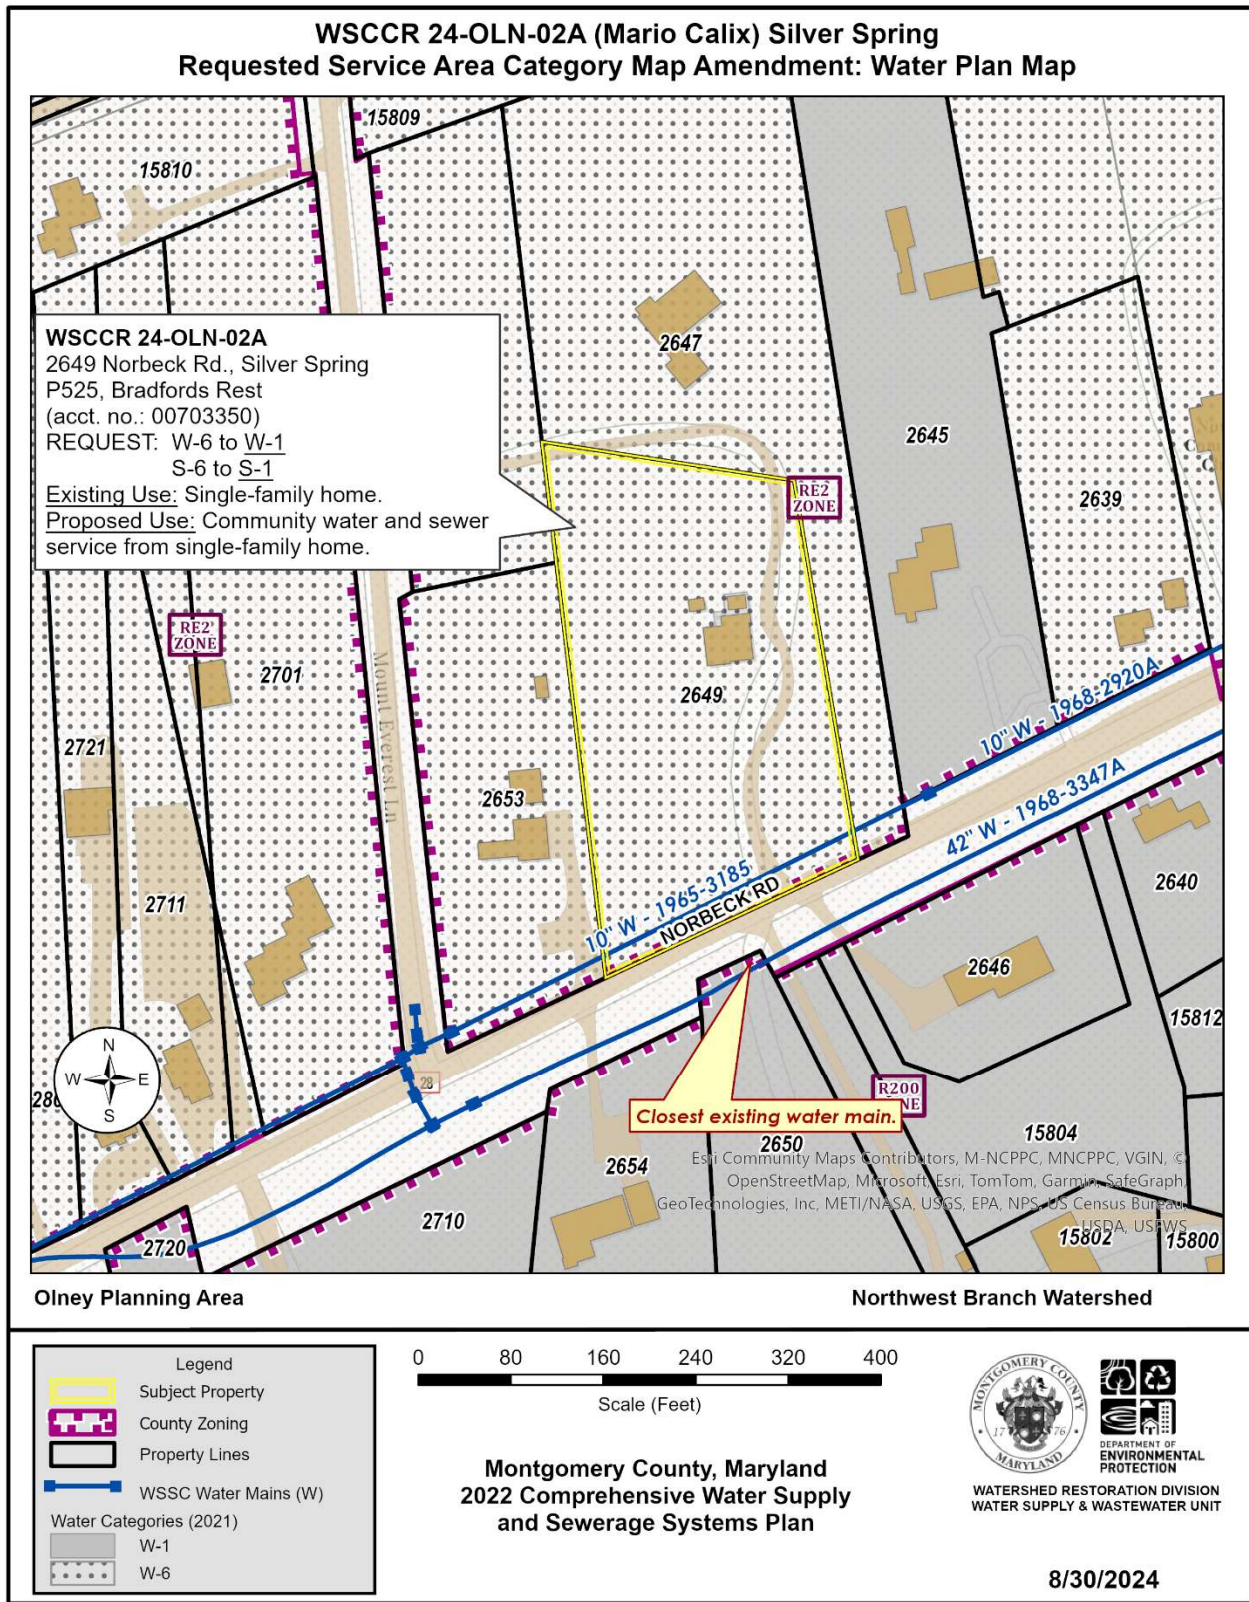 WSCCR 24-OLN-02A (Mario Calix) Silver Spring
Requested Service Area Category Map Amendment: Water Plan Map
15809
15810
WSCCR 24-OLN-02A
2649 Norbeck Rd., Silver Spring
P525, Bradfords Rest
(acct. no.: 00703350)
REQUEST: W-6 to W-1
S-6 to S-1
Existing Use: Single-family home.
Proposed Use: Community water and sewer
service from single-family home.
2647
2645
2639
RE2
ZONE
RE2
ZONE
2701
Mount Everest Ln
2649
2721
2653
2711
10" W - 1968-2920A
42" W - 1968-3347A
10" W - 1965-3185
NORBECK RD
2640
2646
15812
N
W E
S
28
R200
Closest existing water main.
2650
15804
2654
2710
2720
15802
15800
Esri Community Maps Contributors, M-NCPPC, MNCPPC, VGIN, ©
OpenStreetMap, Microsoft, Esri, TomTom, Garmin, SafeGraph,
GeoTechnologies, Inc, METI/NASA, USGS, EPA, NPS, US Census Bureau,
USDA, USFWS
Olney Planning Area
Northwest Branch Watershed
Legend
Subject Property
County Zoning
Property Lines
WSSC Water Mains (W)
Water Categories (2021)
W-1
W-6
0 80 160 240 320 400
Scale (Feet)
Montgomery County, Maryland
2022 Comprehensive Water Supply
and Sewerage Systems Plan
MONTGOMERY COUNTY
17 76
MARYLAND
DEPARTMENT OF
ENVIRONMENTAL
PROTECTION
WATERSHED RESTORATION DIVISION
WATER SUPPLY & WASTEWATER UNIT
8/30/2024